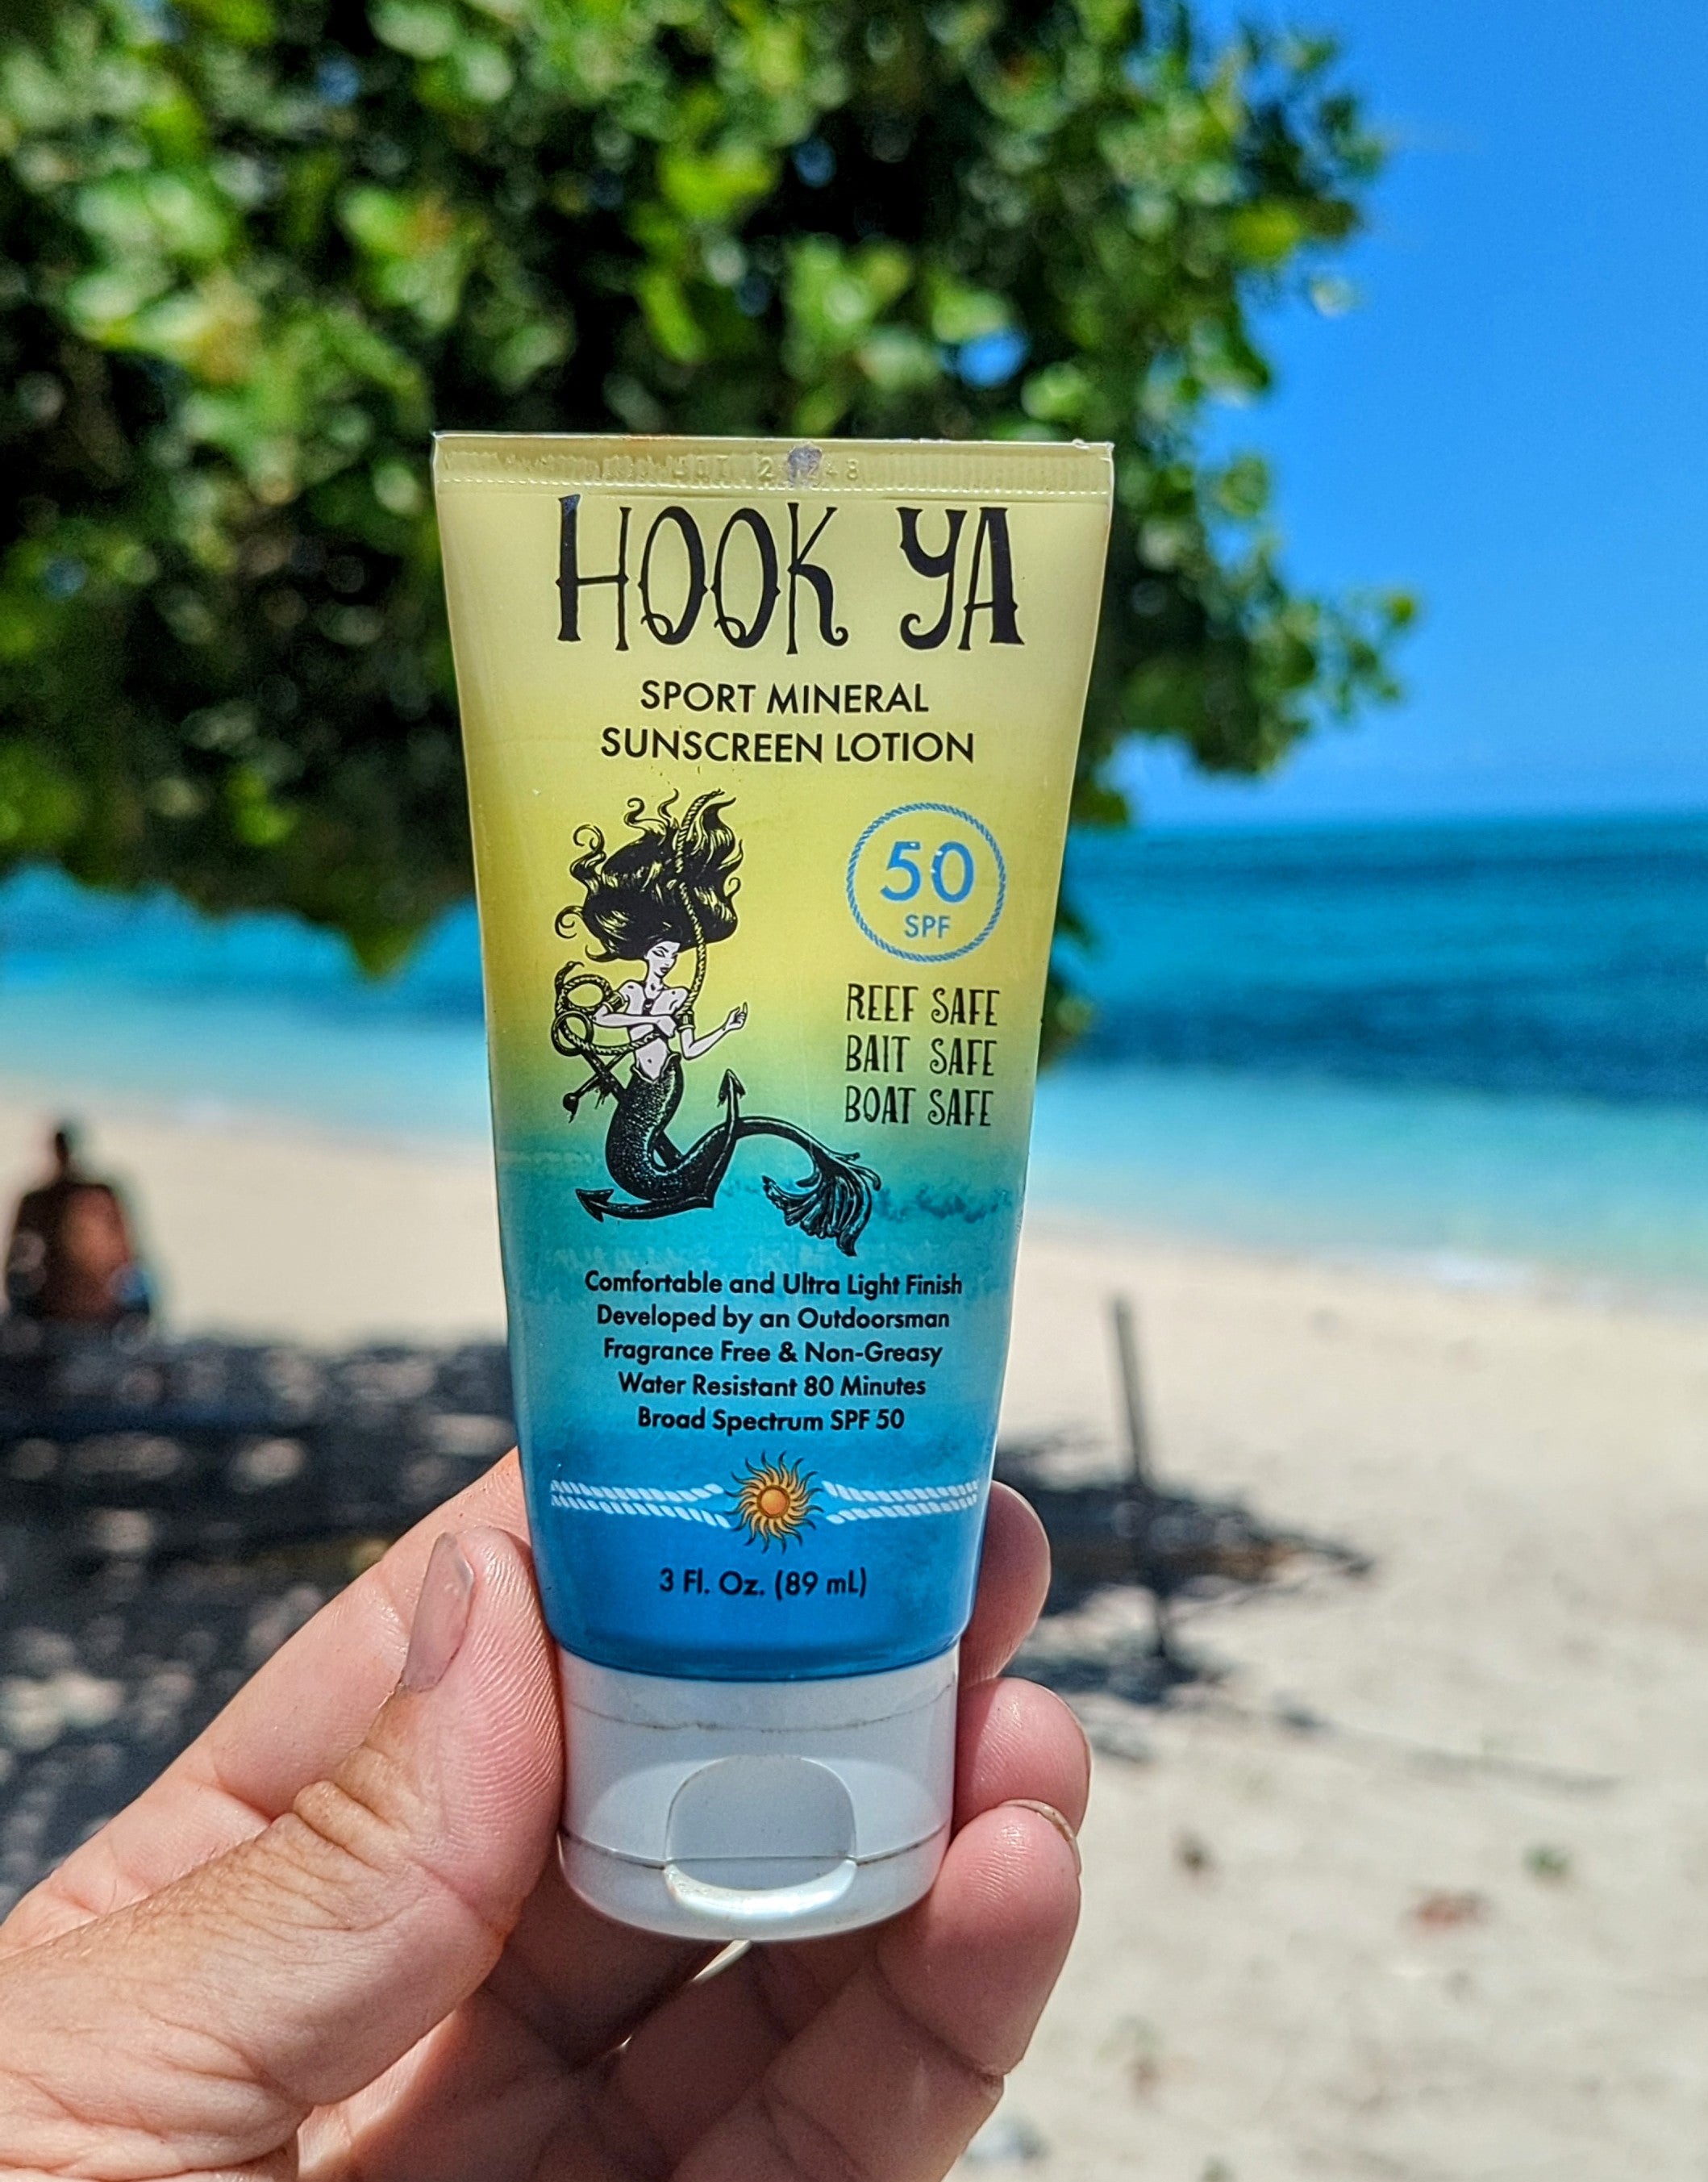 HOOK YA
SPORT MINERAL
SUNSCREEN LOTION
50
SPF
REEF SAFE
BAIT SAFE
BOAT SAFE
Comfortable and Ultra Light Finish
Developed by an Outdoorsman
Fragrance Free & Non-Greasy
Water Resistant 80 Minutes
Broad Spectrum SPF 50
3 Fl. Oz. (89 mL)